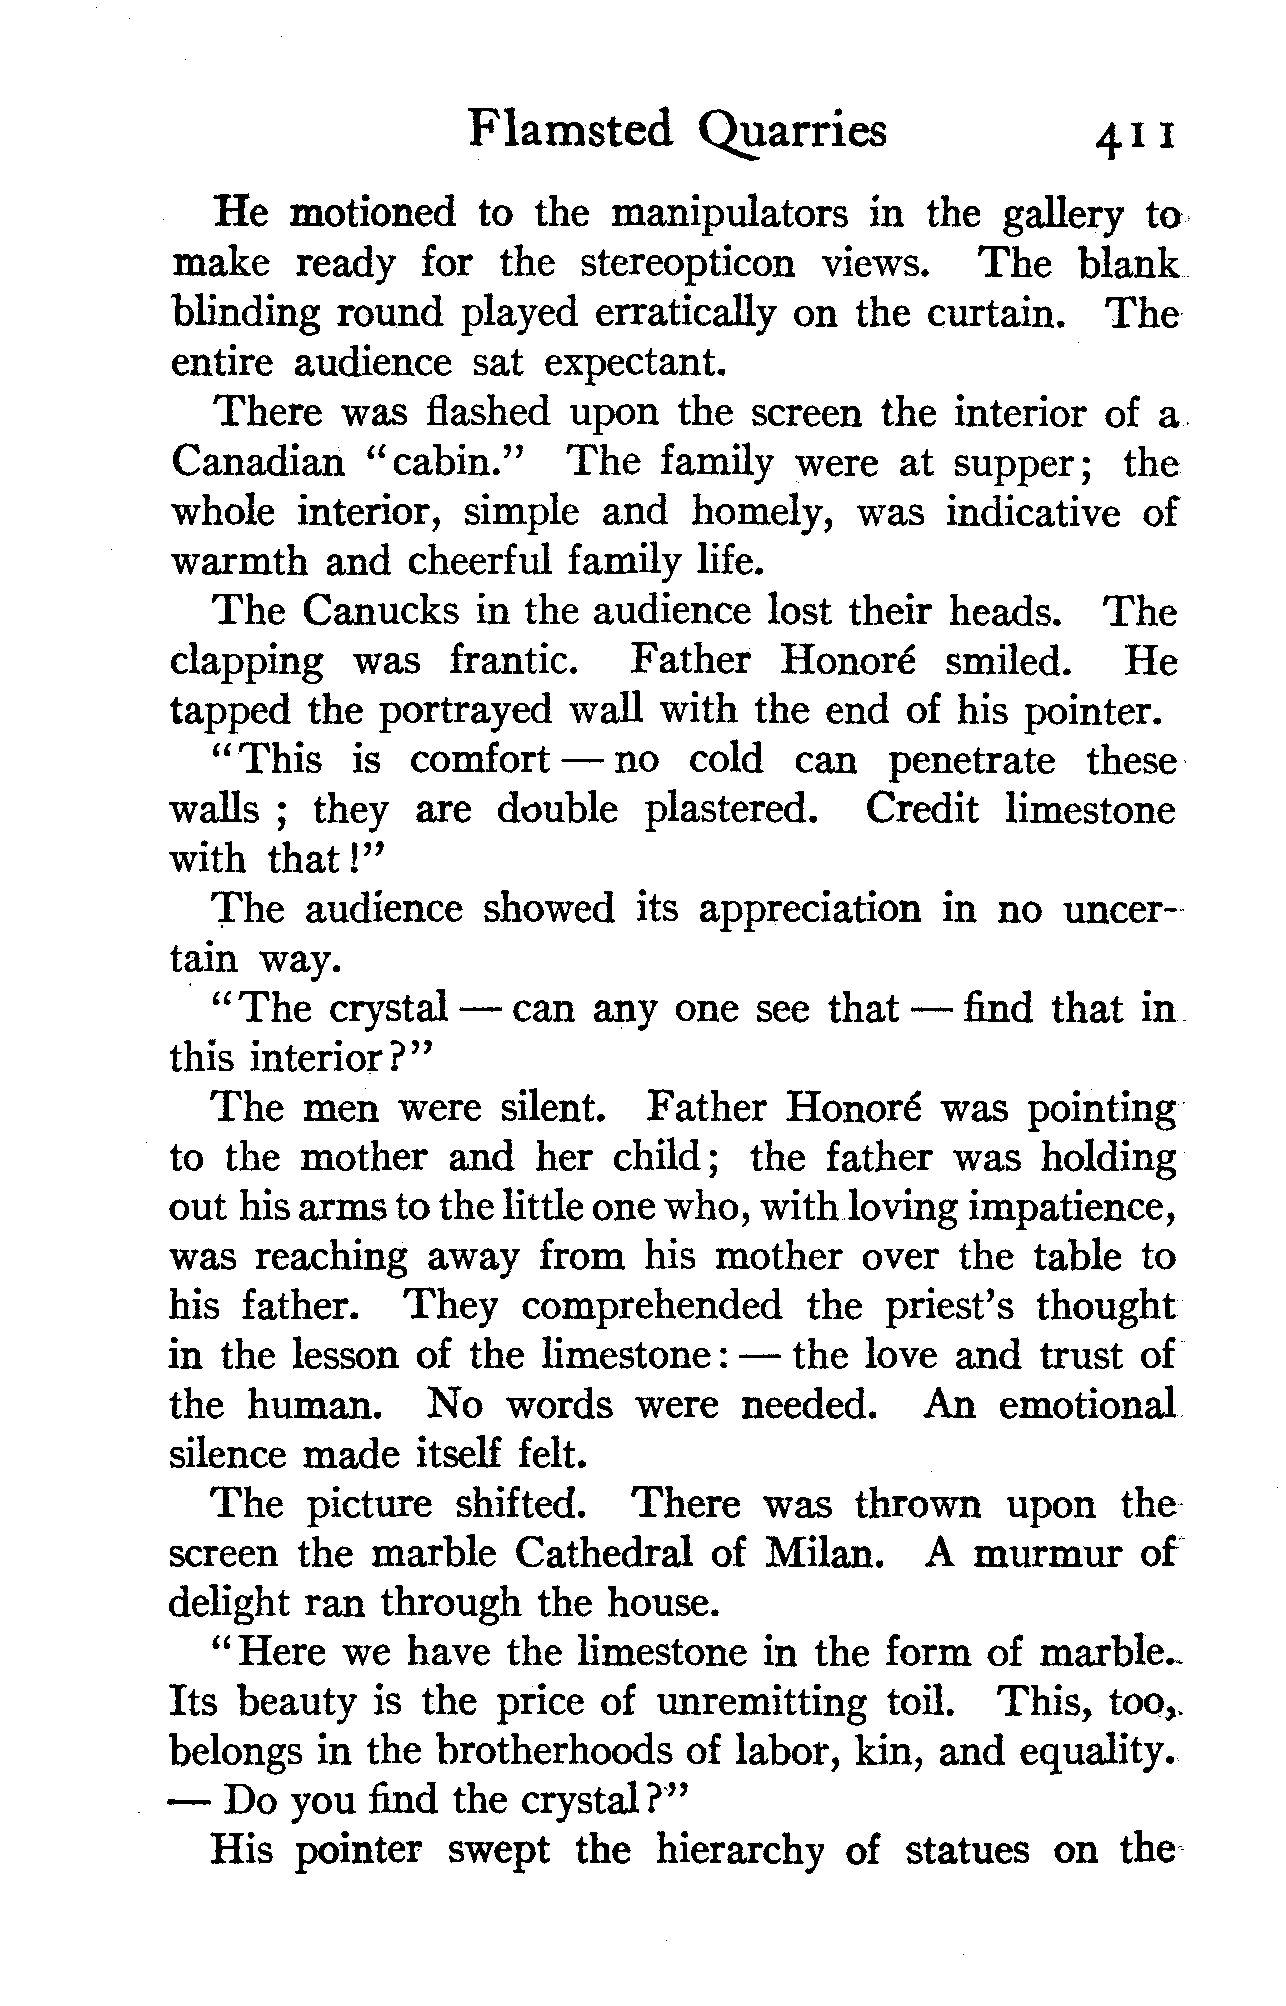 Flamsted Quarries 411
He motioned to the manipulators in the gallery to
make ready for the stereopticon views. The blank
blinding round played erratically on the curtain. The
entire audience sat expectant.
There was flashed upon the screen the interior of a
Canadian "cabin." The family were at supper; the
whole interior, simple and homely, was indicative of
warmth and cheerful family life.
The Canucks in the audience lost their heads. The
clapping was frantic. Father Honoré smiled. He
tapped the portrayed wall with the end of his pointer.
"This is comfort — no cold can penetrate these
walls ; they are double plastered. Credit limestone
with that!"
The audience showed its appreciation in no uncer-
tain way.
"The crystal — can any one see that — find that in
this interior?"
The men were silent. Father Honoré was pointing
to the mother and her child; the father was holding
out his arms to the little one who, with loving impatience,
was reaching away from his mother over the table to
his father. They comprehended the priest's thought
in the lesson of the limestone: — the love and trust of
the human. No words were needed. An emotional
silence made itself felt.
The picture shifted. There was thrown upon the
screen the marble Cathedral of Milan. A murmur of
delight ran through the house.
"Here we have the limestone in the form of marble.
Its beauty is the price of unremitting toil. This, too,
belongs in the brotherhoods of labor, kin, and equality.
— Do you find the crystal?"
His pointer swept the hierarchy of statues on the